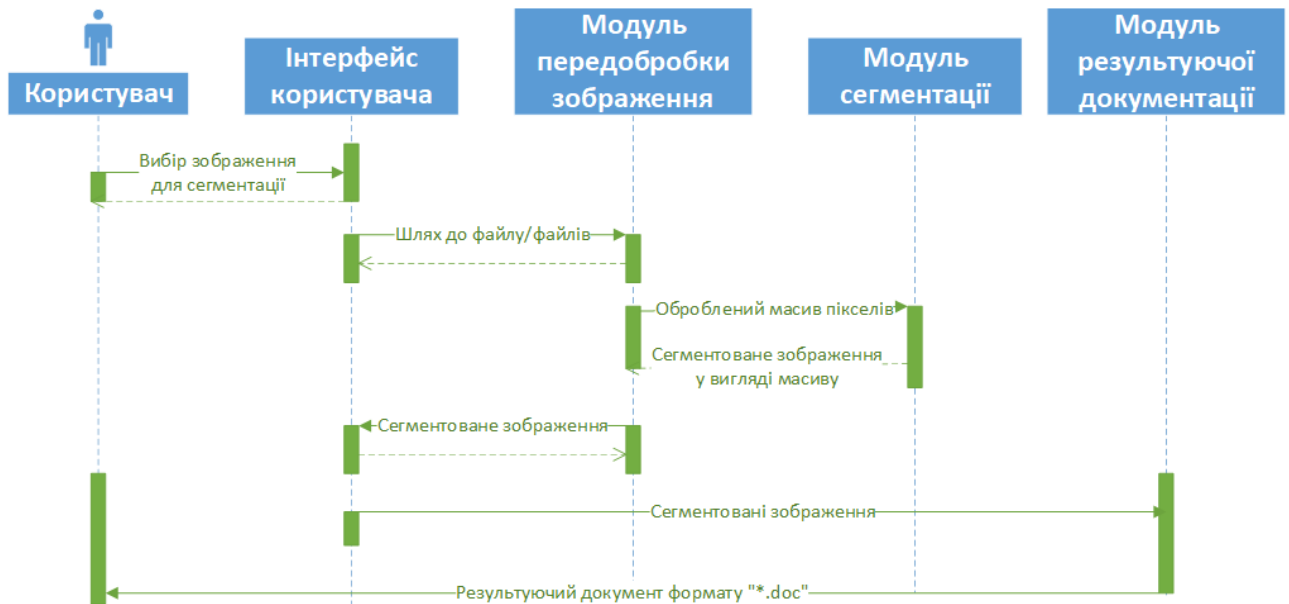 Користувач
Інтерфейс
користувача
Модуль
передобробки
зображення
Модуль
сегментації
Модуль
результуючої
документації
Вибір зображення
для сегментації
Шлях до файлу/файлів
Оброблений масив пікселів
Сегментоване зображення
у вигляді масиву
Сегментоване зображення
Сегментовані зображення
Результуючий документ формату "*.doc"